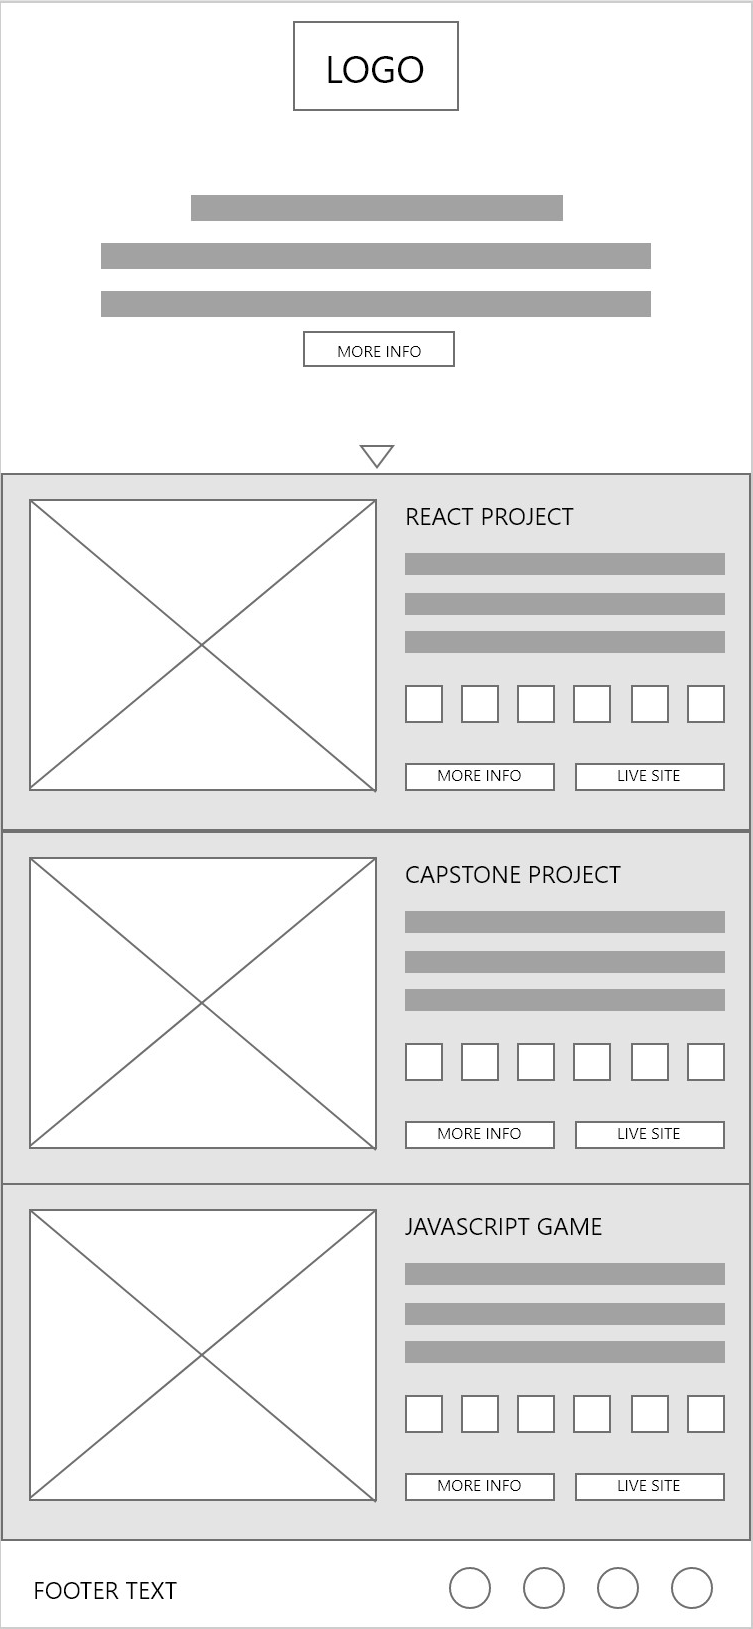 LOGO
MORE INFO
REACT PROJECT
MORE INFO
LIVE SITE
CAPSTONE PROJECT
MORE INFO
LIVE SITE
JAVASCRIPT GAME
MORE INFO
LIVE SITE
FOOTER TEXT